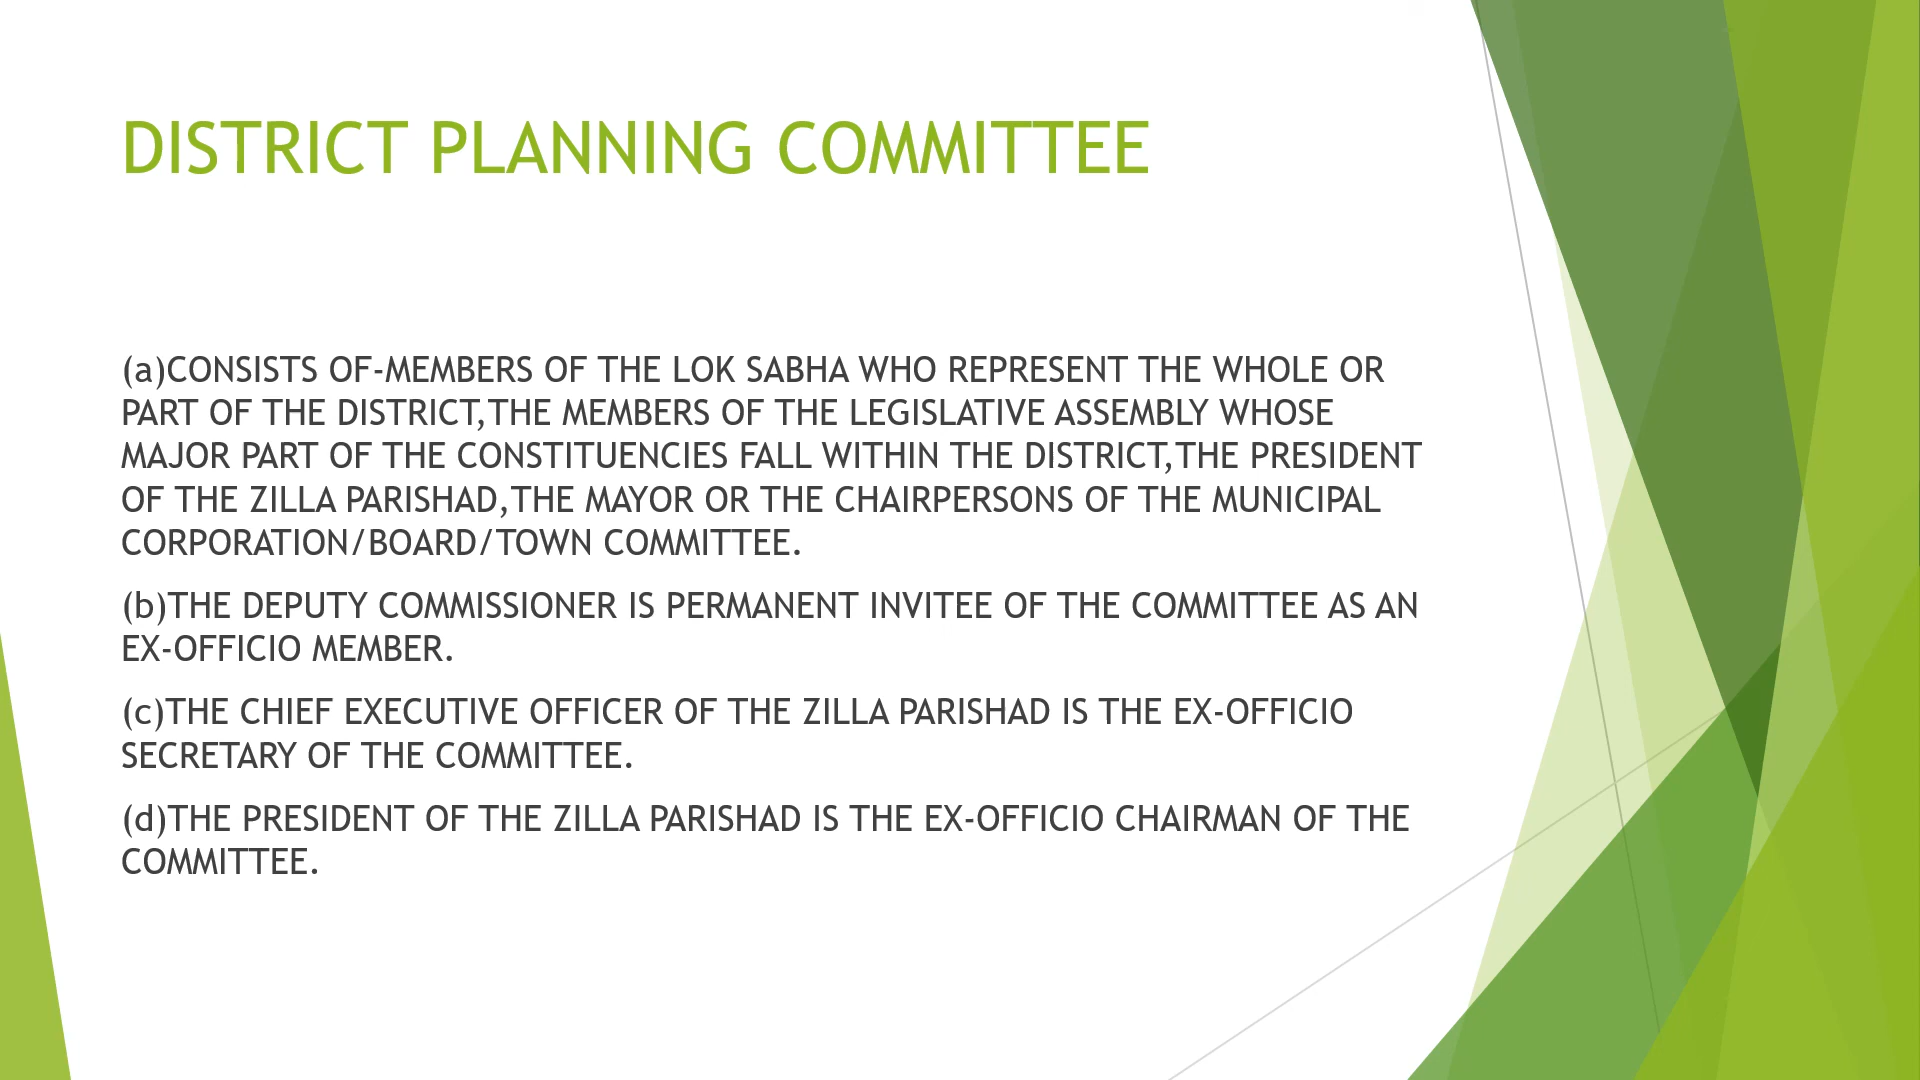 DISTRICT PLANNING COMMITTEE
(a)CONSISTS OF-MEMBERS OF THE LOK SABHA WHO REPRESENT THE WHOLE OR
PART OF THE DISTRICT,THE MEMBERS OF THE LEGISLATIVE ASSEMBLY WHOSE
MAJOR PART OF THE CONSTITUENCIES FALL WITHIN THE DISTRICT,THE PRESIDENT
OF THE ZILLA PARISHAD,THE MAYOR OR THE CHAIRPERSONS OF THE MUNICIPAL
CORPORATION/BOARD/TOWN COMMITTEE.
(b)THE DEPUTY COMMISSIONER IS PERMANENT INVITEE OF THE COMMITTEE AS AN
EX-OFFICIO MEMBER.
(c)THE CHIEF EXECUTIVE OFFICER OF THE ZILLA PARISHAD IS THE EX-OFFICIO
SECRETARY OF THE COMMITTEE.
(d)THE PRESIDENT OF THE ZILLA PARISHAD IS THE EX-OFFICIO CHAIRMAN OF THE
COMMITTEE.